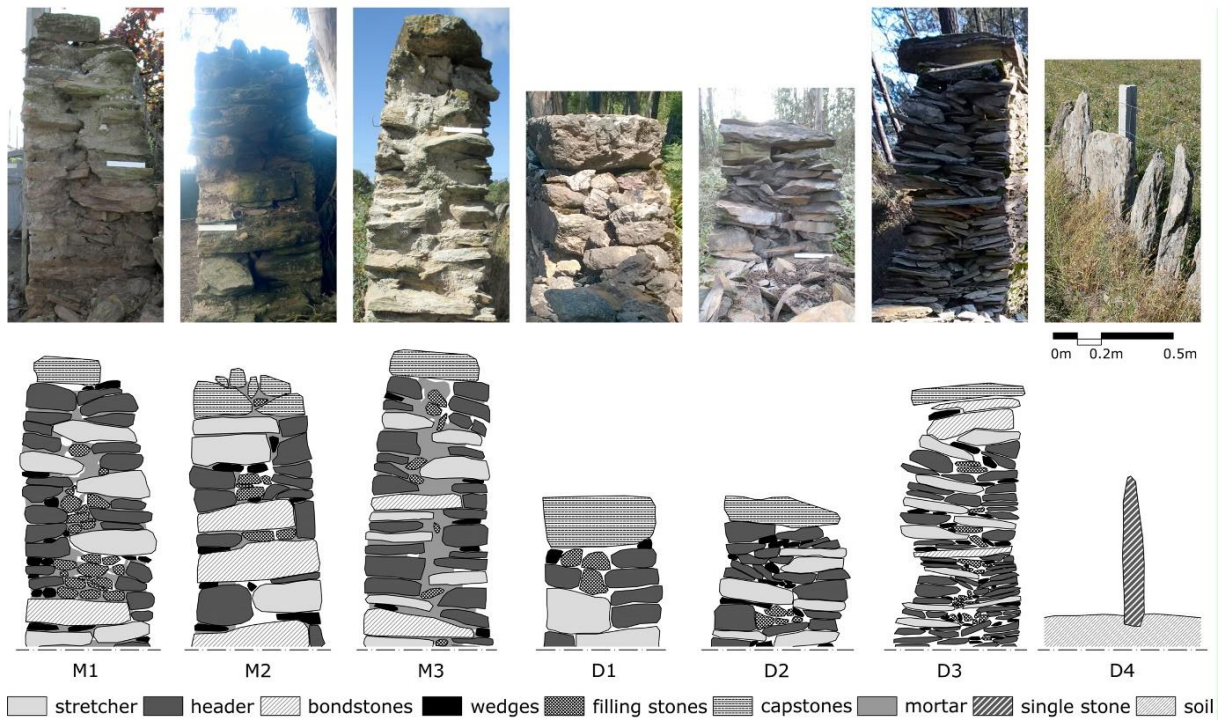 0m 0.2m 0.5m
M1 M2 M3 D1 D2 D3 D4
stretcher header bondstones wedges filling stones capstones mortar single stone soil